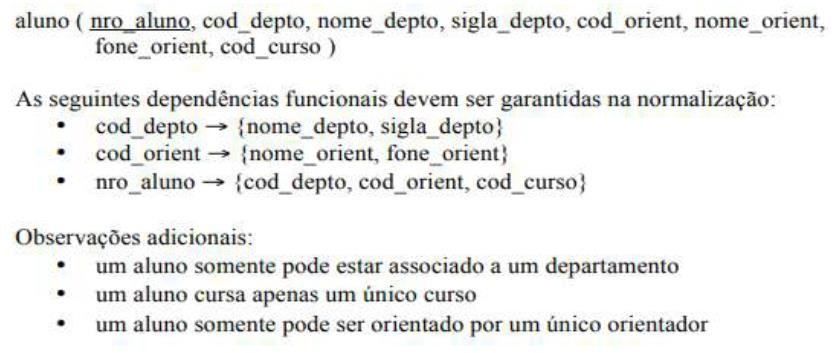 aluno ( nro_aluno, cod_depto, nome_depto, sigla_depto, cod_orient, nome_orient,
fone_orient, cod_curso )
As seguintes dependências funcionais devem ser garantidas na normalização:
• cod_depto → {nome_depto, sigla_depto}
• cod_orient → {nome_orient, fone_orient}
• nro_aluno → {cod_depto, cod_orient, cod_curso}
Observações adicionais:
• um aluno somente pode estar associado a um departamento
• um aluno cursa apenas um único curso
• um aluno somente pode ser orientado por um único orientador